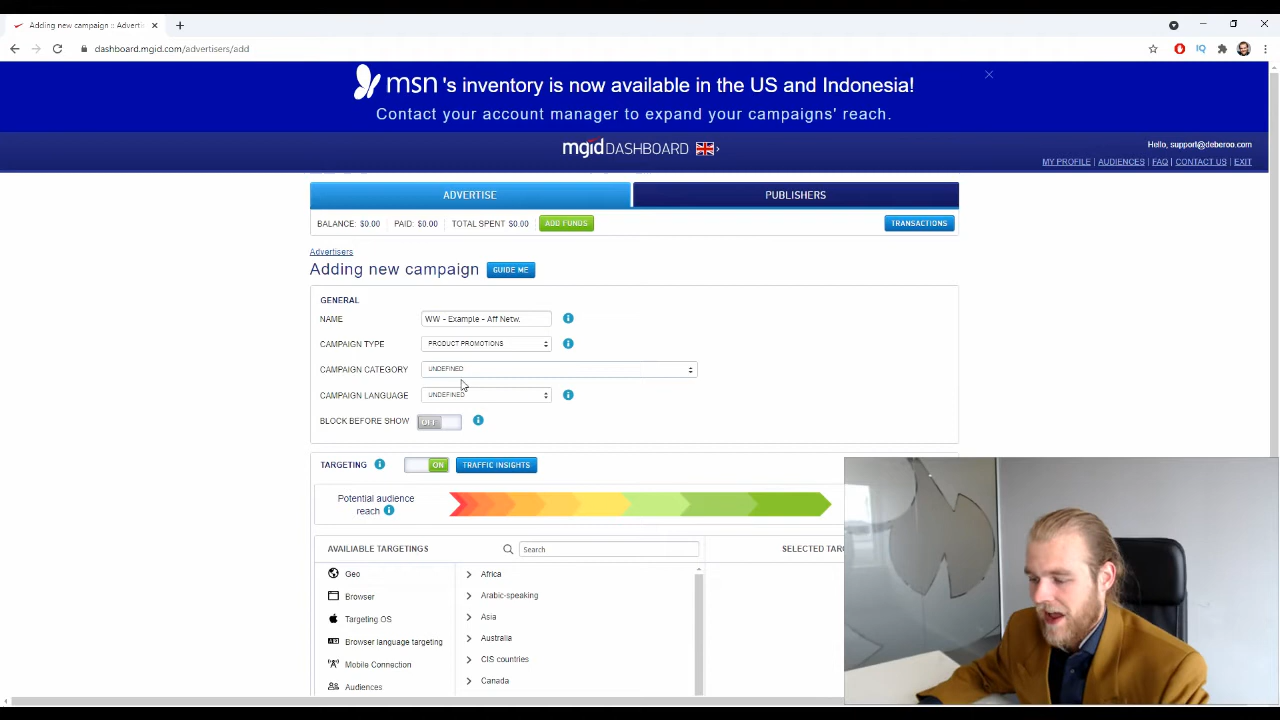 Adding new campaign :: Adverti
dashboard.mgid.com/advertisers/add
IQ
msn's inventory is now available in the US and Indonesia!
Contact your account manager to expand your campaigns' reach.
mgid DASHBOARD
Hello, support@deberoo.com
MY PROFILE | AUDIENCES | FAQ | CONTACT US | EXIT
ADVERTISE
PUBLISHERS
BALANCE: $0.00
PAID: $0.00
TOTAL SPENT $0.00
ADD FUNDS
TRANSACTIONS
Advertisers
Adding new campaign
GUIDE ME
GENERAL
NAME
WW - Example - Aff Netw.
CAMPAIGN TYPE
PRODUCT PROMOTIONS
CAMPAIGN CATEGORY
UNDEFINED
CAMPAIGN LANGUAGE
UNDEFINED
BLOCK BEFORE SHOW
OFF
TARGETING
ON
TRAFFIC INSIGHTS
Potential audience
reach
AVAILIABLE TARGETINGS
Search
SELECTED TAR
Geo
Africa
Browser
Arabic-speaking
Targeting OS
Asia
Browser language targeting
Australia
Mobile Connection
CIS countries
Audiences
Canada